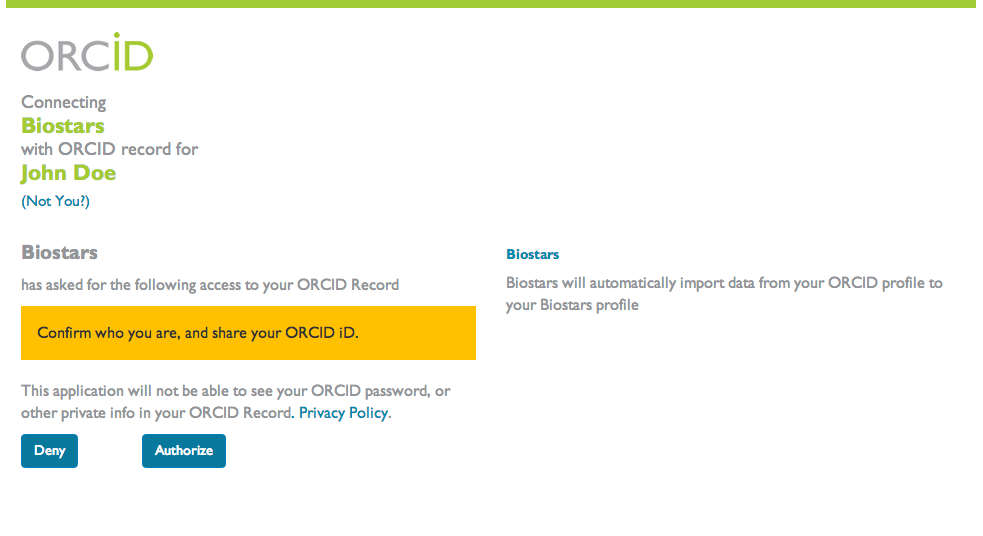 ORCiD
Connecting
Biostars
with ORCID record for
John Doe
(Not You?)
Biostars
has asked for the following access to your ORCID Record
Confirm who you are, and share your ORCID iD.
This application will not be able to see your ORCID password, or
other private info in your ORCID Record. Privacy Policy.
Deny
Authorize
Biostars
Biostars will automatically import data from your ORCID profile to
your Biostars profile